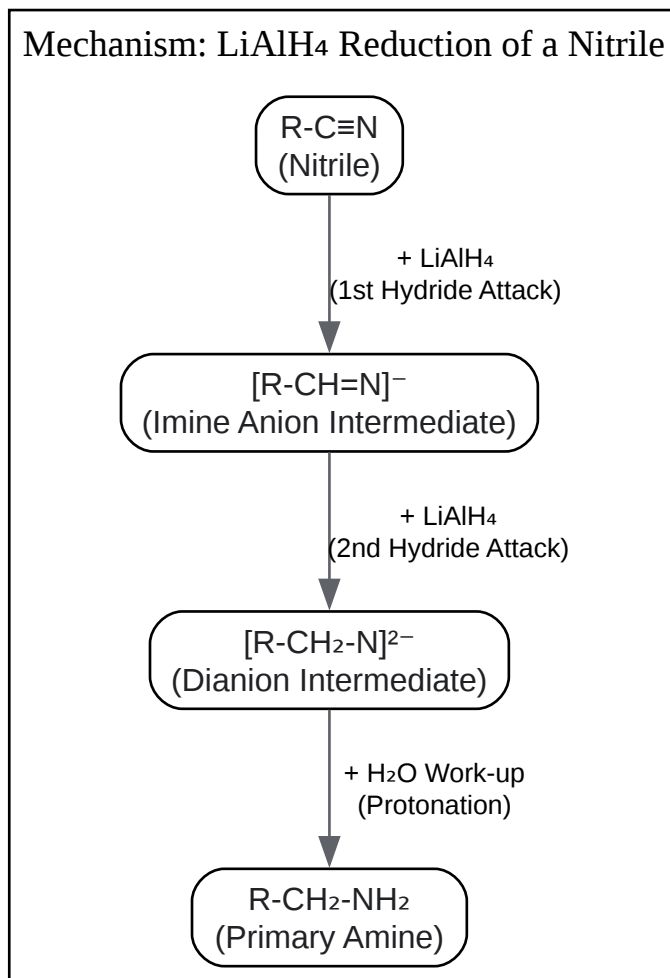 Mechanism: LiAlH₄ Reduction of a Nitrile
R-C≡N
(Nitrile)
+ LiAlH₄
(1st Hydride Attack)
[R-CH=N]⁻
(Imine Anion Intermediate)
+ LiAlH₄
(2nd Hydride Attack)
[R-CH₂-N]²⁻
(Dianion Intermediate)
+ H₂O Work-up
(Protonation)
R-CH₂-NH₂
(Primary Amine)